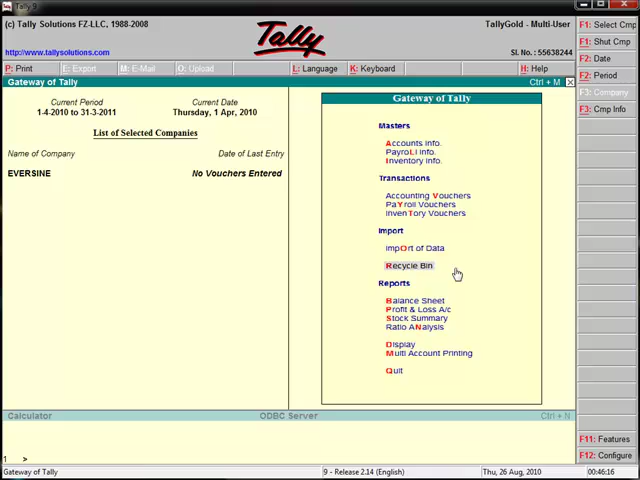 Tally 9
(c) Tally Solutions FZ-LLC, 1988-2008
TallyGold - Multi-User
Tally
http://www.tallysolutions.com
Sl. No. : 55638244
P: Print
E: Export
M: E-Mail
O: Upload
L: Language
K: Keyboard
H: Help
Gateway of Tally
Ctrl + M
Current Period
Current Date
1-4-2010 to 31-3-2011
Thursday, 1 Apr, 2010
List of Selected Companies
Name of Company
Date of Last Entry
EVERSINE
No Vouchers Entered
Gateway of Tally
Masters
Accounts Info.
PayroLl Info.
Inventory Info.
Transactions
Accounting Vouchers
PaYroll Vouchers
InvenTory Vouchers
Import
ImpOrt of Data
Recycle Bin
Reports
Balance Sheet
Profit & Loss A/c
Stock Summary
Ratio ANalysis
Display
Multi Account Printing
Quit
F1: Select Cmp
F1: Shut Cmp
F2: Date
F2: Period
F3: Company
F3: Cmp Info
F11: Features
F12: Configure
Calculator
ODBC Server
Ctrl + N
1 >
Gateway of Tally
9 - Release 2.14 (English)
Thu, 26 Aug, 2010
00:46:16